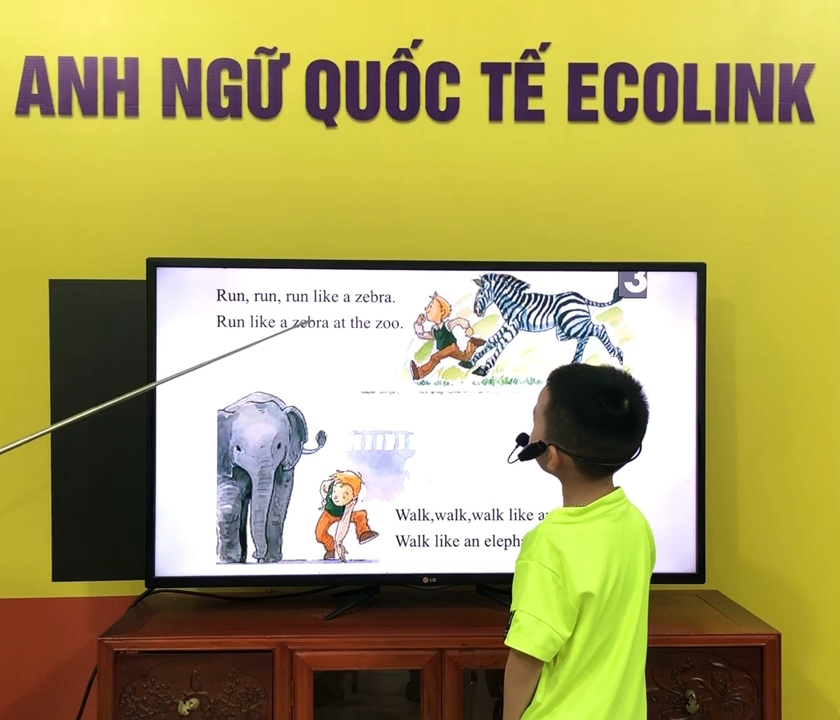 ANH NGỮ QUỐC TẾ ECOLINK
3
Run, run, run like a zebra.
Run like a zebra at the zoo.
Walk,walk,walk like
Walk like an
LG